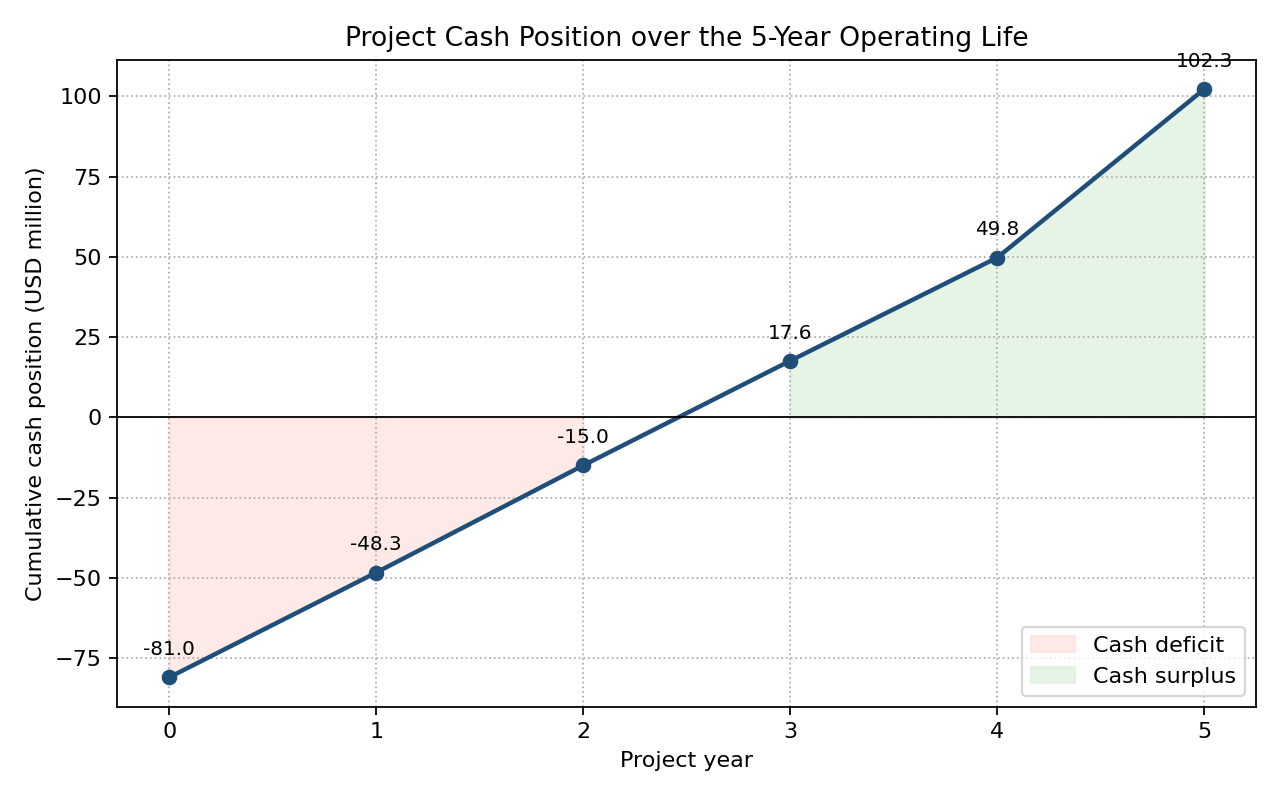 Project Cash Position over the 5-Year Operating Life
Cumulative cash position (USD million)
100
75
50
25
0
−25
−50
−75
-81.0
-48.3
-15.0
17.6
49.8
102.3
0 1 2 3 4 5
Project year
Cash deficit
Cash surplus